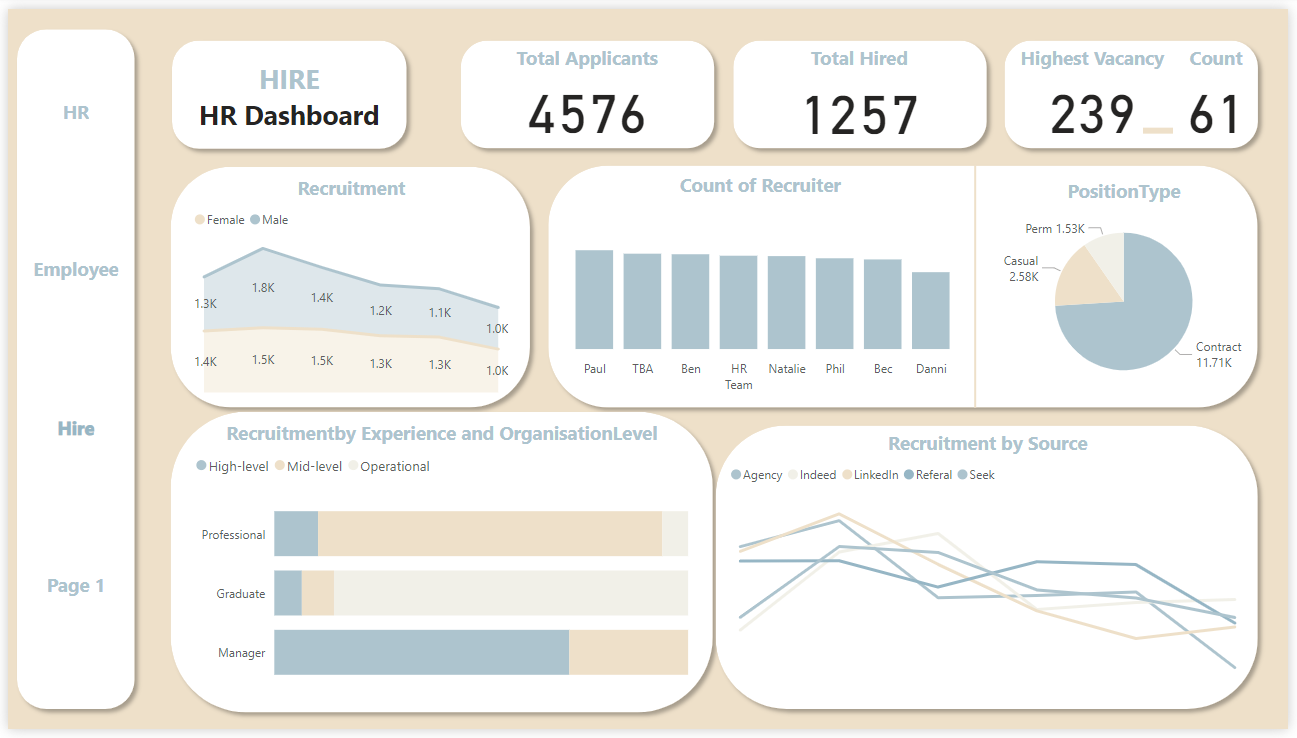 HR
Employee
Hire
Page 1
HIRE
HR Dashboard
Total Applicants
4576
Total Hired
1257
Highest Vacancy Count
239 _ 61
Recruitment
Female Male
1.3K
1.8K
1.4K
1.2K
1.1K
1.0K
1.4K
1.5K
1.5K
1.3K
1.3K
1.0K
Count of Recruiter
Paul TBA Ben HR Team Natalie Phil Bec Danni
PositionType
Perm 1.53K
Casual
2.58K
Contract
11.71K
Recruitmentby Experience and OrganisationLevel
High-level Mid-level Operational
Professional
Graduate
Manager
Recruitment by Source
Agency Indeed LinkedIn Referal Seek